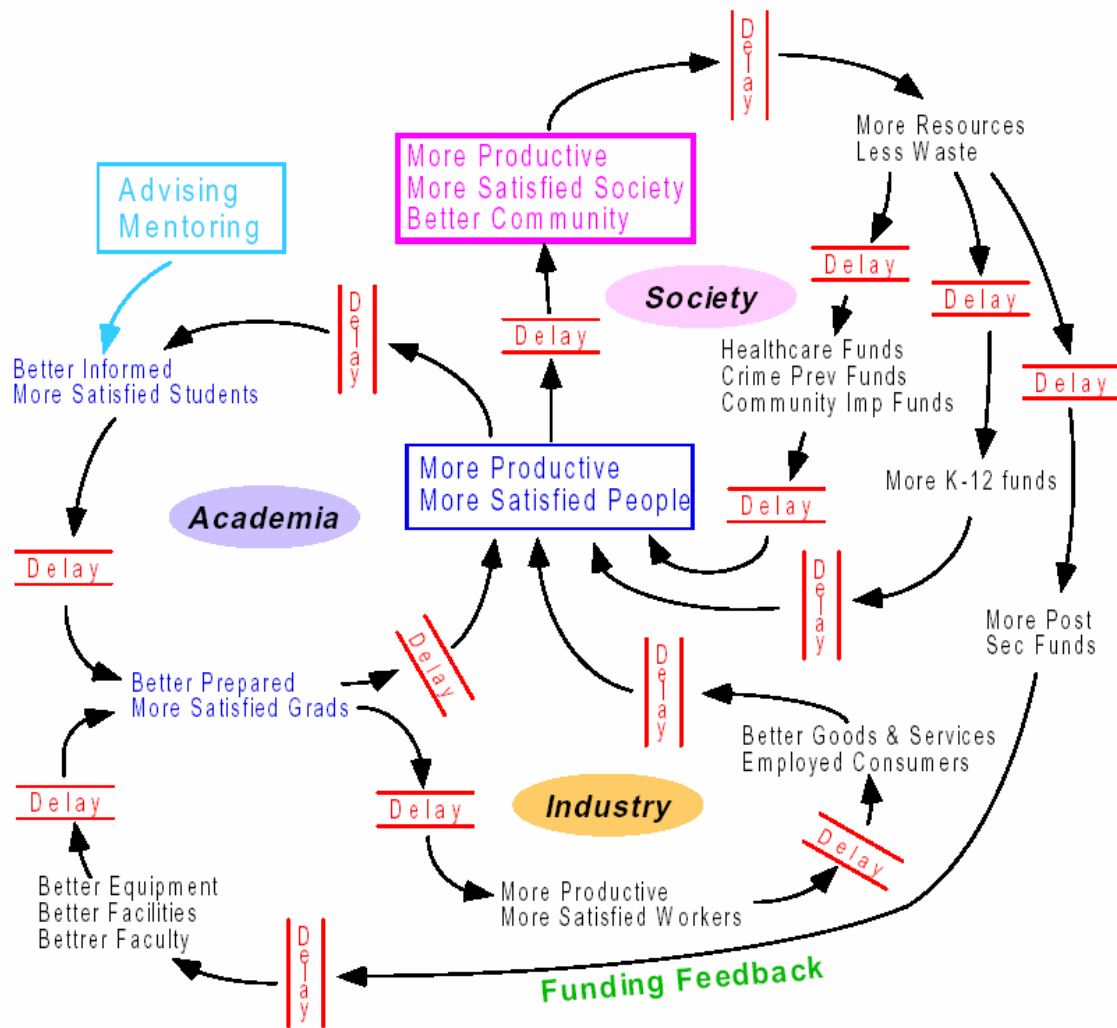 Delay
More Resources
Less Waste
More Productive
More Satisfied Society
Better Community
Advising
Mentoring
Delay
Delay
Society
Delay
Delay
Delay
Better Informed
More Satisfied Students
Healthcare Funds
Crime Prev Funds
Community Imp Funds
Delay
More Productive
More Satisfied People
More K-12 funds
Academia
Delay
Delay
Delay
More Post
Sec Funds
Delay
Delay
Better Prepared
More Satisfied Grads
Better Goods & Services
Employed Consumers
Delay
Delay
Industry
Delay
Better Equipment
Better Facilities
Bettrer Faculty
More Productive
More Satisfied Workers
Delay
Funding Feedback